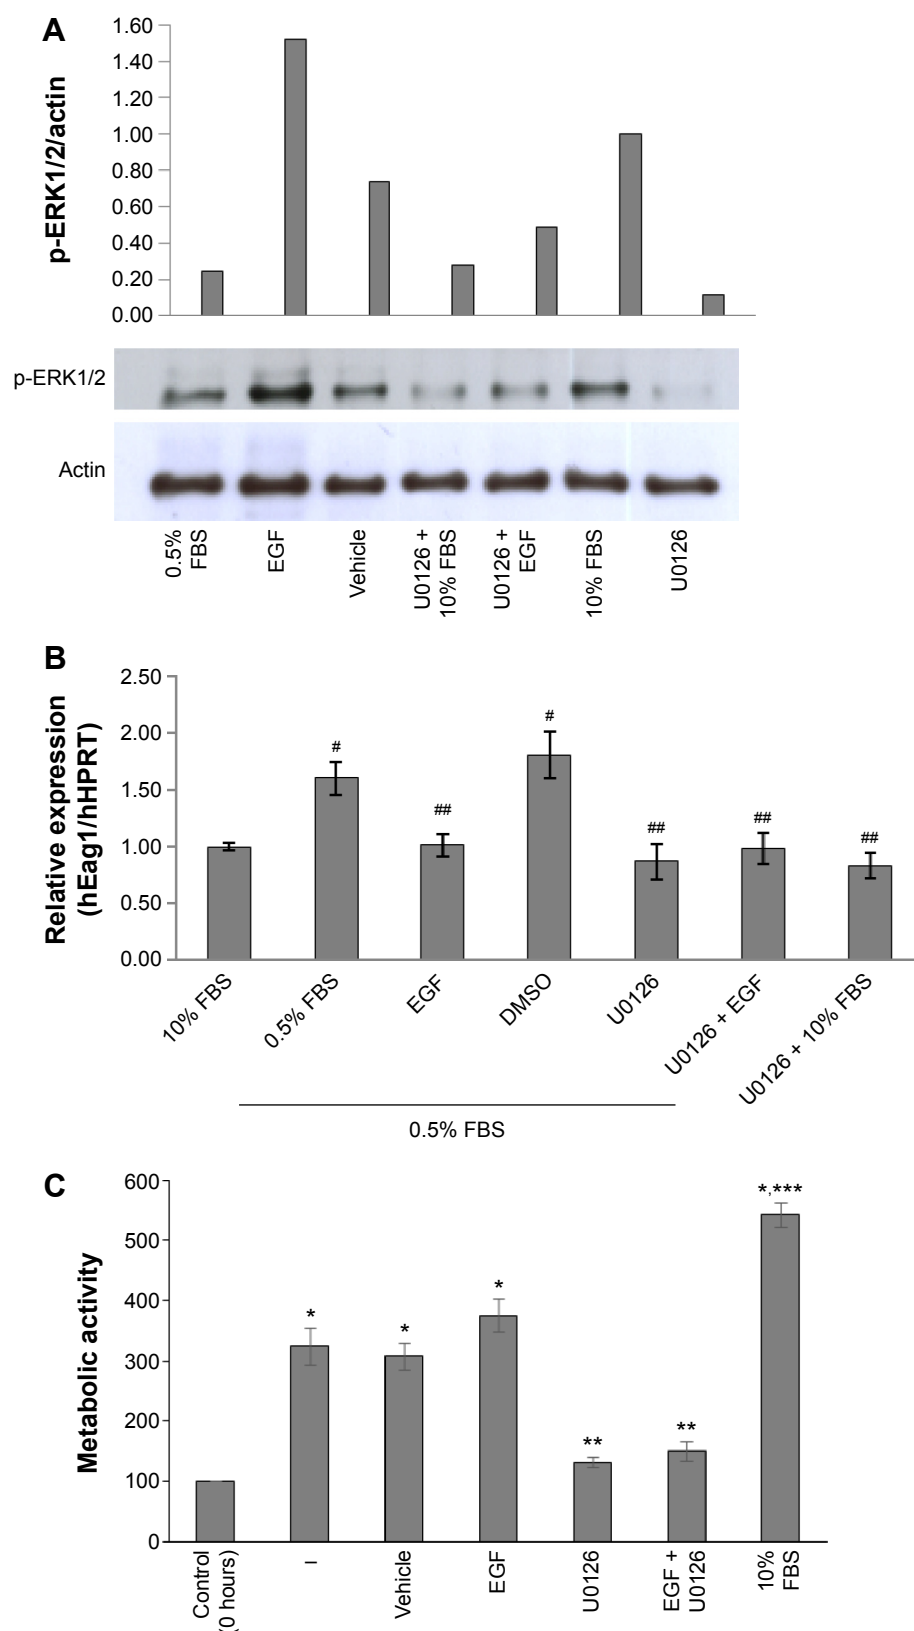 A
p-ERK1/2/actin
1.60
1.40
1.20
1.00
0.80
0.60
0.40
0.20
0.00
p-ERK1/2
Actin
0.5%
FBS
EGF
Vehicle
U0126 +
10% FBS
U0126 +
EGF
10% FBS
U0126
B
Relative expression
(hEag1/hHPRT)
2.50
2.00
1.50
1.00
0.50
0.00
#
##
#
##
##
##
10% FBS
0.5% FBS
EGF
DMSO
U0126
U0126 + EGF
U0126 + 10% FBS
0.5% FBS
C
Metabolic activity
600
500
400
300
200
100
0
*
*
*
**
**
*,***
Control
(0 hours)
–
Vehicle
EGF
U0126
EGF +
U0126
10%
FBS